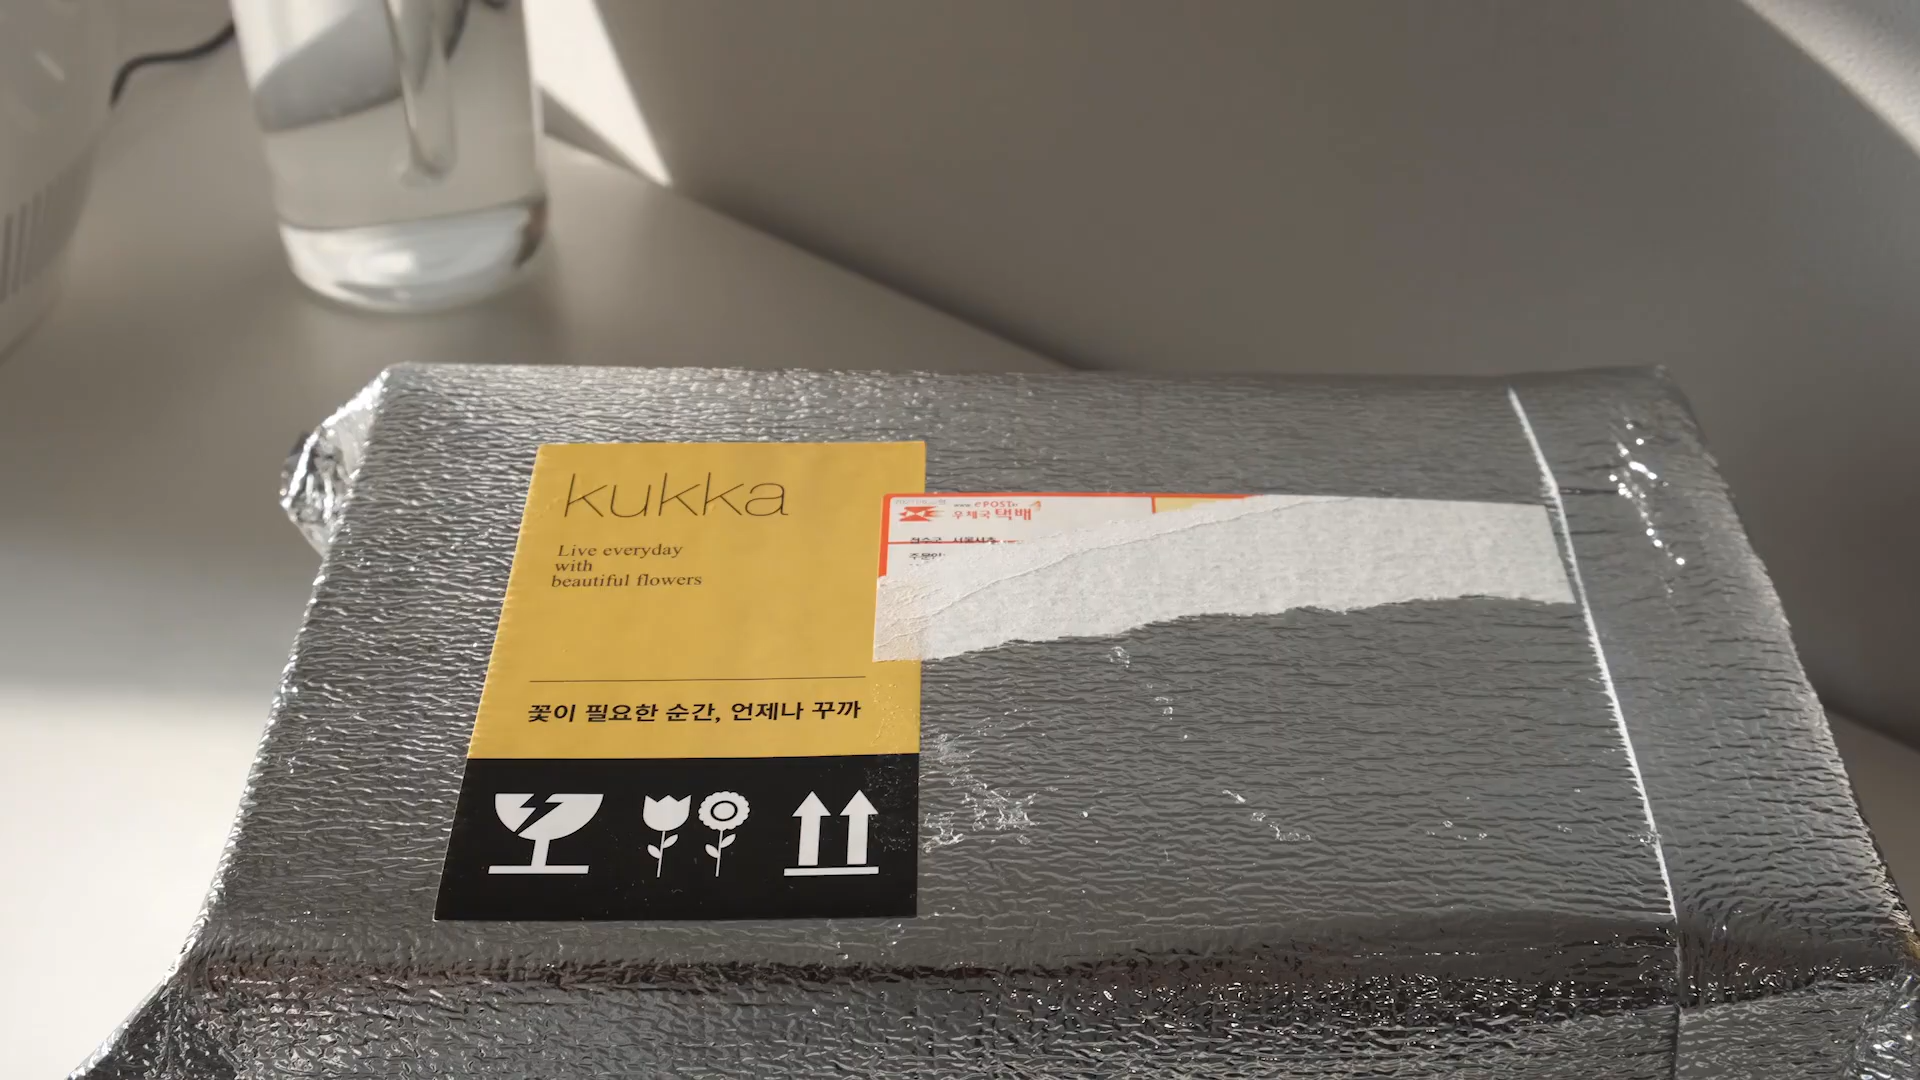 kukka
Live everyday
with
beautiful flowers
꽃이 필요한 순간, 언제나 꾸까
ePOST
우체국 택배